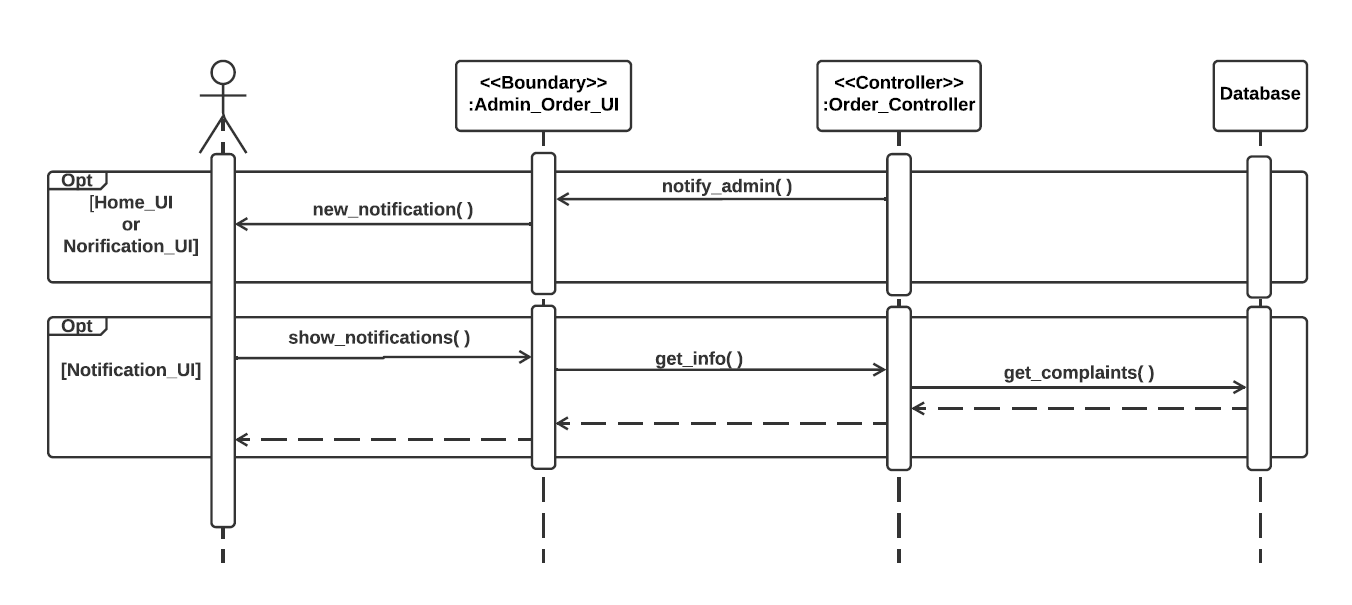 <<Boundary>>
:Admin_Order_UI
<<Controller>>
:Order_Controller
Database
Opt
[Home_UI
or
Norification_UI]
notify_admin( )
new_notification( )
Opt
[Notification_UI]
show_notifications( )
get_info( )
get_complaints( )